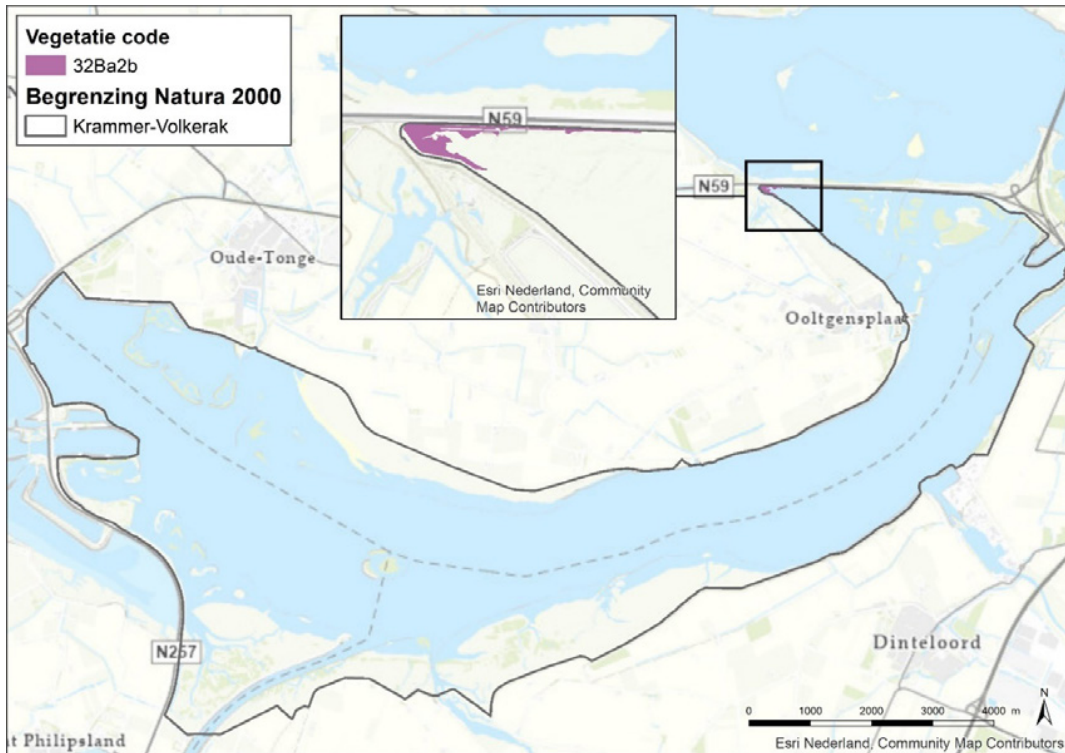 Vegetatie code
32Ba2b
Begrenzing Natura 2000
Krammer-Volkerak
N59
Esri Nederland, Community
Map Contributors
N59
Oude-Tonge
Ooltgensplaat
N257
Dinteloord
nt Philipsland
N
0 1000 2000 3000 4000 m
Esri Nederland, Community Map Contributors